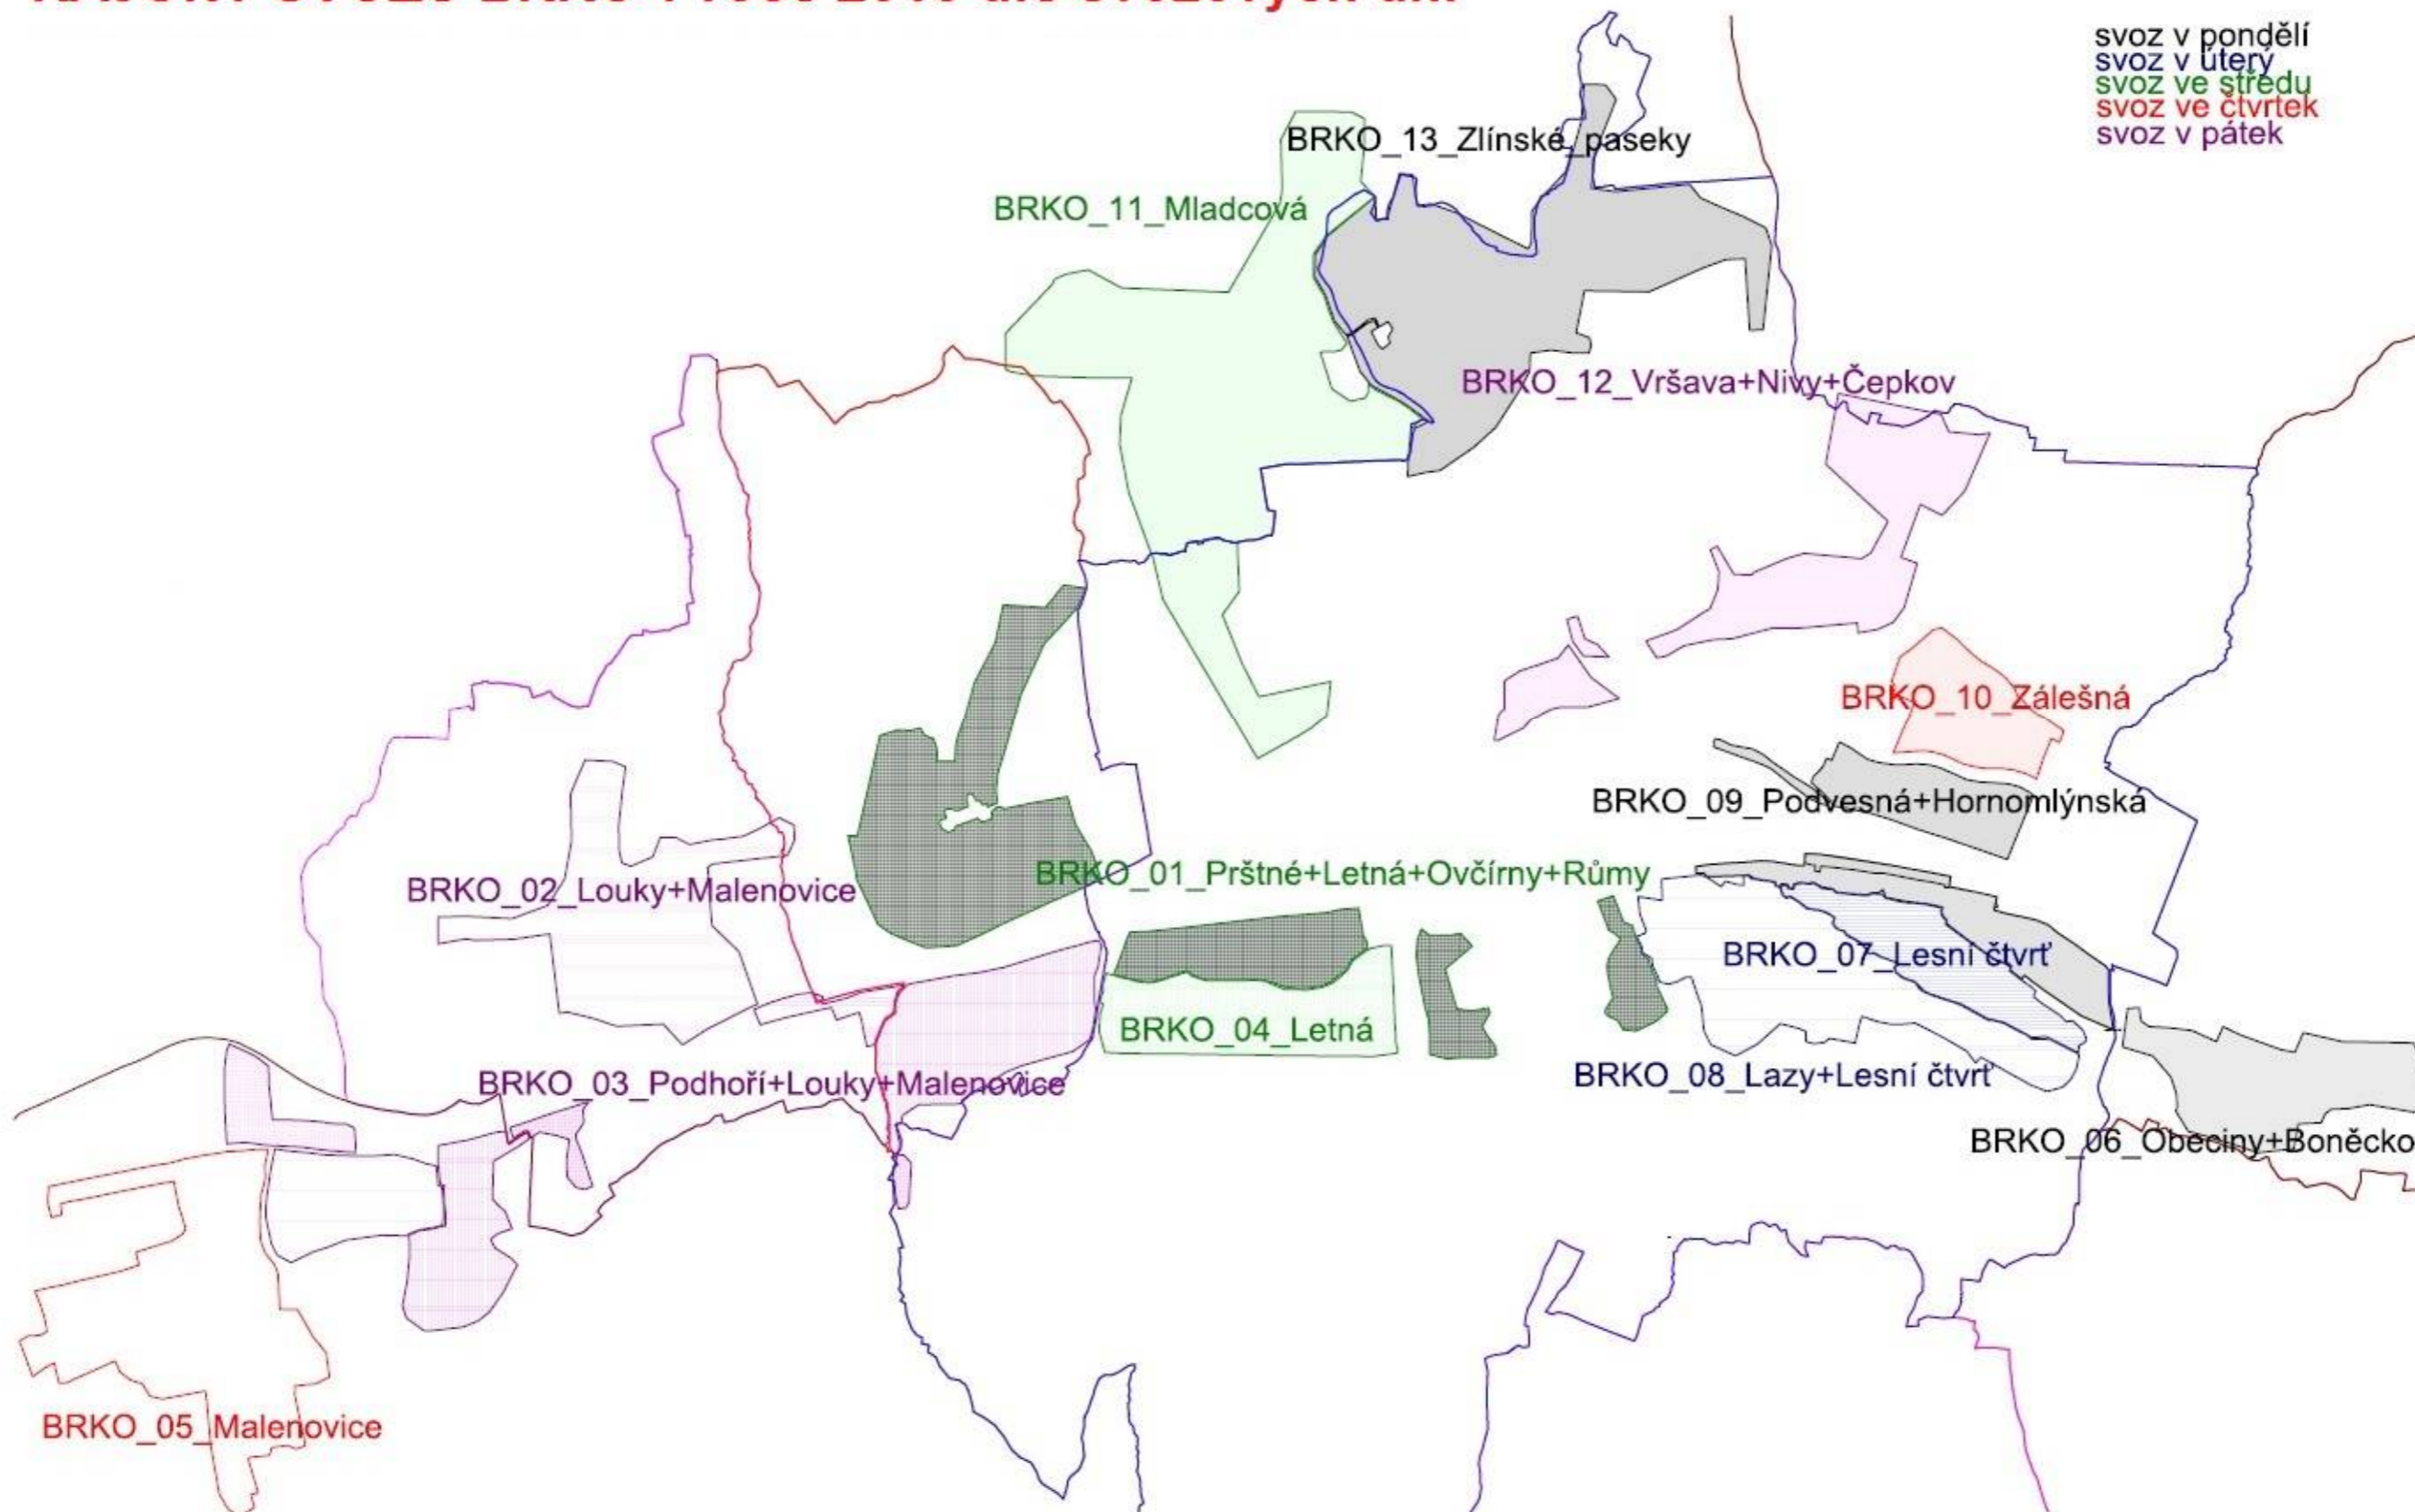 svoz v pondělí
svoz v úterý
svoz ve středu
svoz ve čtvrtek
svoz v pátek
BRKO_13_Zlínské_paseky
BRKO_11_Mladcová
BRKO_12_Vršava+Nivy+Čepkov
BRKO_10_Zálešná
BRKO_09_Podvesná+Hornomlýnská
BRKO_01_Prštné+Letná+Ovčírny+Růmy
BRKO_02_Louky+Malenovice
BRKO_07_Lesní čtvrť
BRKO_04_Letná
BRKO_08_Lazy+Lesní čtvrť
BRKO_03_Podhoří+Louky+Malenovice
BRKO_06_Obeciny+Boněcko
BRKO_05_Malenovice